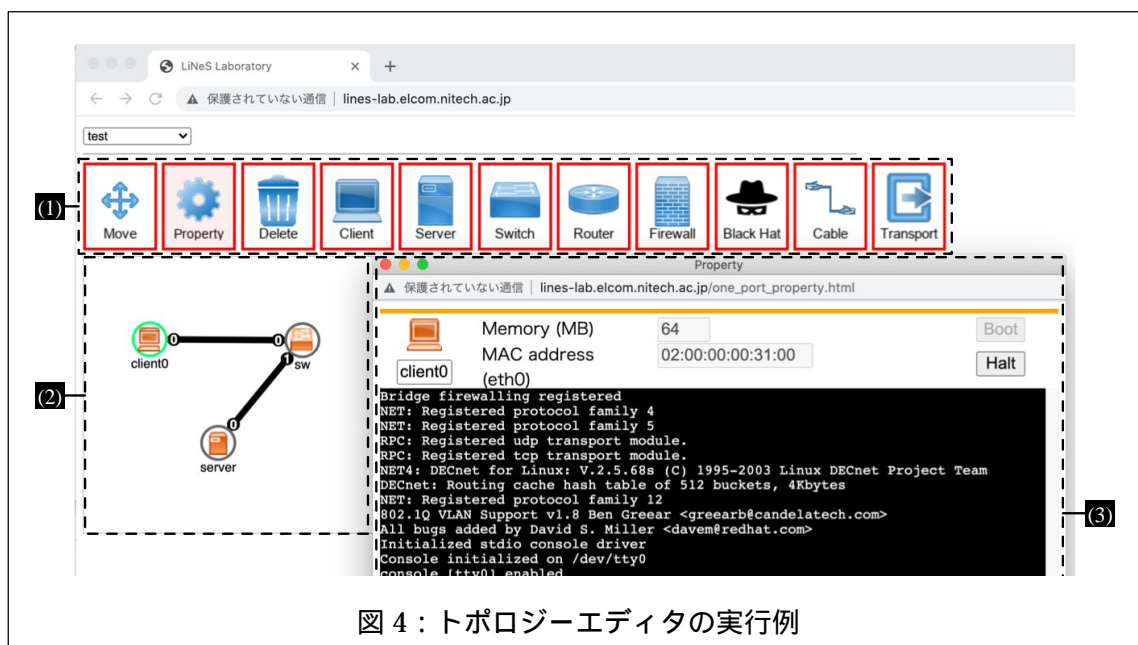 LiNeS Laboratory
保護されていない通信 | lines-lab.elcom.nitech.ac.jp
test
(1)
Move Property Delete Client Server Switch Router Firewall Black Hat Cable Transport
(2)
client0
0
0
sw
1
0
server
Property
保護されていない通信 | lines-lab.elcom.nitech.ac.jp/one_port_property.html
client0
Memory (MB) 64 Boot
MAC address (eth0) 02:00:00:00:31:00 Halt
Bridge firewalling registered
NET: Registered protocol family 4
NET: Registered protocol family 5
RPC: Registered udp transport module.
RPC: Registered tcp transport module.
NET4: DECnet for Linux: V.2.5.68s (C) 1995-2003 Linux DECnet Project Team
DECnet: Routing cache hash table of 512 buckets, 4Kbytes
NET: Registered protocol family 12
802.1Q VLAN Support v1.8 Ben Greear <greearb@candelatech.com>
All bugs added by David S. Miller <davem@redhat.com>
Initialized stdio console driver
Console initialized on /dev/tty0
console [tty0] enabled
(3)
図 4：トポロジーエディタの実行例